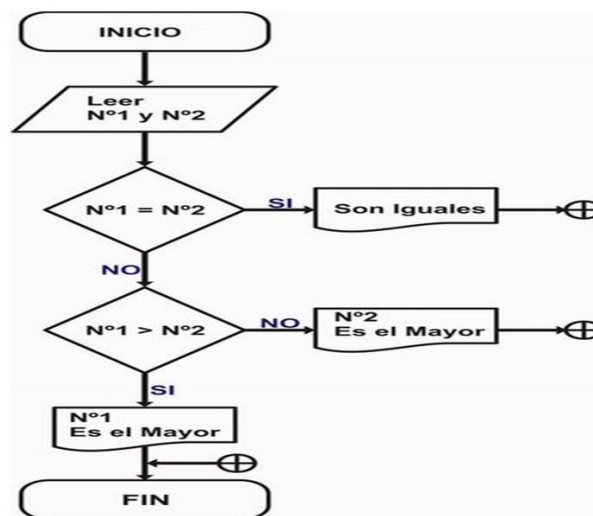 INICIO
Leer
Nº1 y Nº2
Nº1 = Nº2
SI
Son Iguales
NO
Nº1 > Nº2
NO
Nº2
Es el Mayor
SI
Nº1
Es el Mayor
FIN